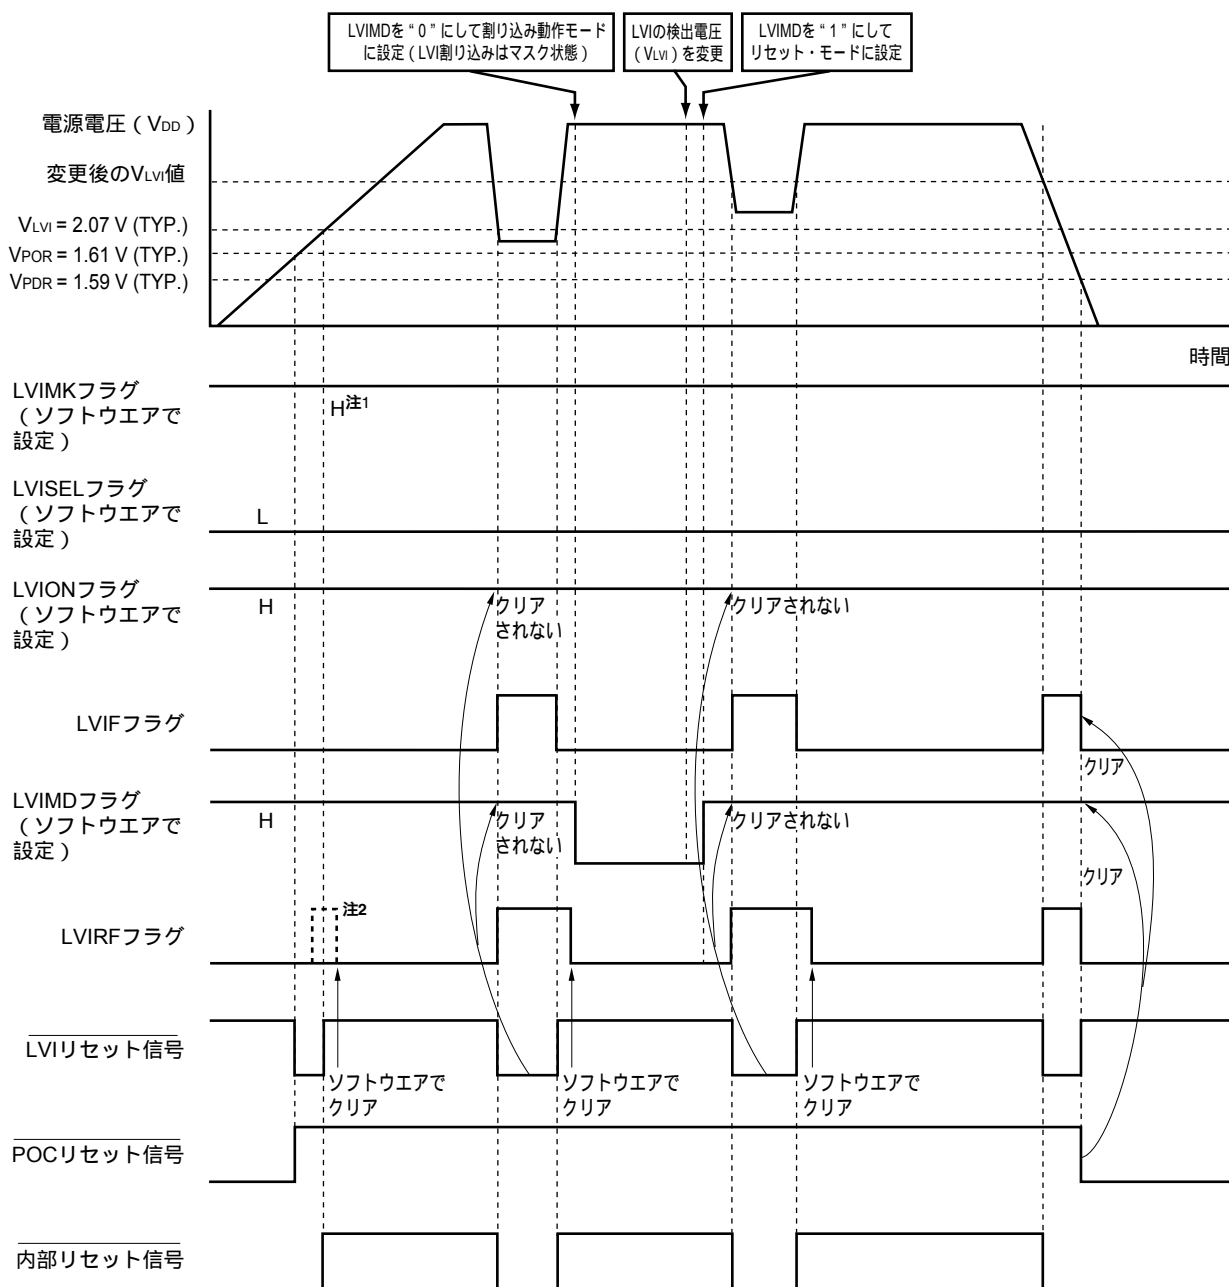 LVIMDを“0”にして割り込み動作モード
に設定（LVI割り込みはマスク状態）
LVIの検出電圧
（VLVI）を変更
LVIMDを“1”にして
リセット・モードに設定
電源電圧（VDD）
変更後のVLVI値
VLVI = 2.07 V (TYP.)
VPOR = 1.61 V (TYP.)
VPDR = 1.59 V (TYP.)
時間
LVIMKフラグ
（ソフトウエアで
設定）
H注1
LVISELフラグ
（ソフトウエアで
設定）
L
LVIONフラグ
（ソフトウエアで
設定）
H
クリア
されない
クリアされない
LVIFフラグ
クリア
LVIMDフラグ
（ソフトウエアで
設定）
H
クリア
されない
クリアされない
クリア
注2
LVIRFフラグ
LVIリセット信号
ソフトウエアで
クリア
ソフトウエアで
クリア
ソフトウエアで
クリア
POCリセット信号
内部リセット信号